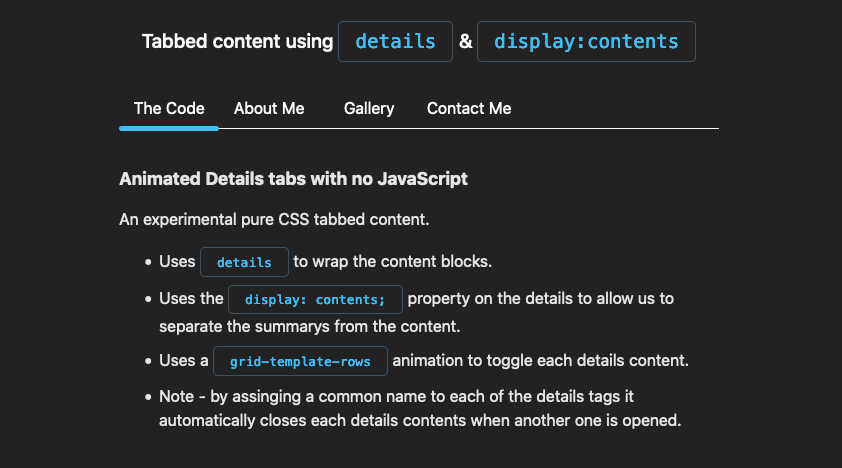 Tabbed content using details & display:contents
The Code About Me Gallery Contact Me
Animated Details tabs with no JavaScript
An experimental pure CSS tabbed content.
• Uses details to wrap the content blocks.
• Uses the display: contents; property on the details to allow us to
separate the summarys from the content.
• Uses a grid-template-rows animation to toggle each details content.
• Note - by assinging a common name to each of the details tags it
automatically closes each details contents when another one is opened.